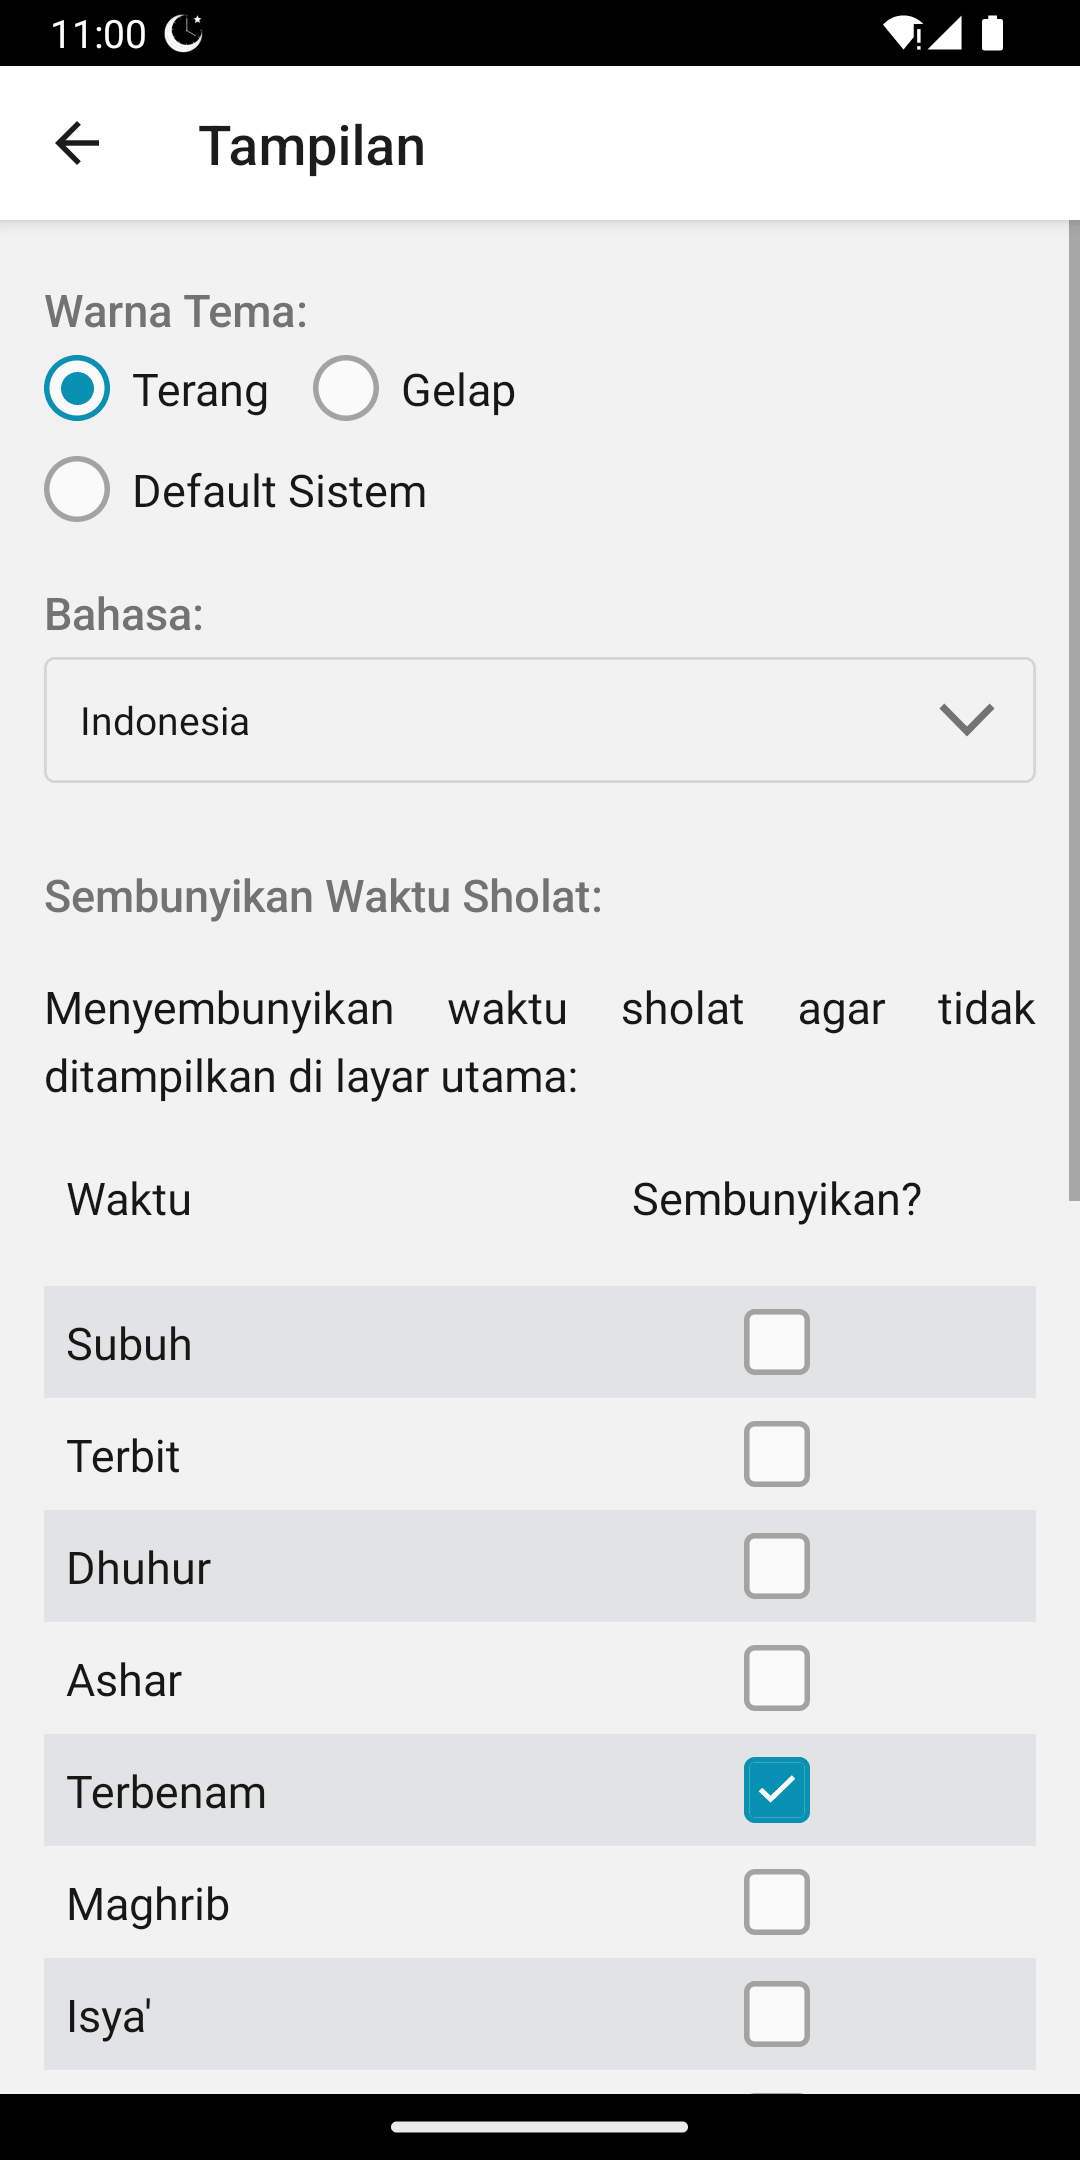 11:00
Tampilan
Warna Tema:
Terang Gelap
Default Sistem
Bahasa:
Indonesia
Sembunyikan Waktu Sholat:
Menyembunyikan waktu sholat agar tidak
ditampilkan di layar utama:
Waktu Sembunyikan?
Subuh
Terbit
Dhuhur
Ashar
Terbenam
Maghrib
Isya'